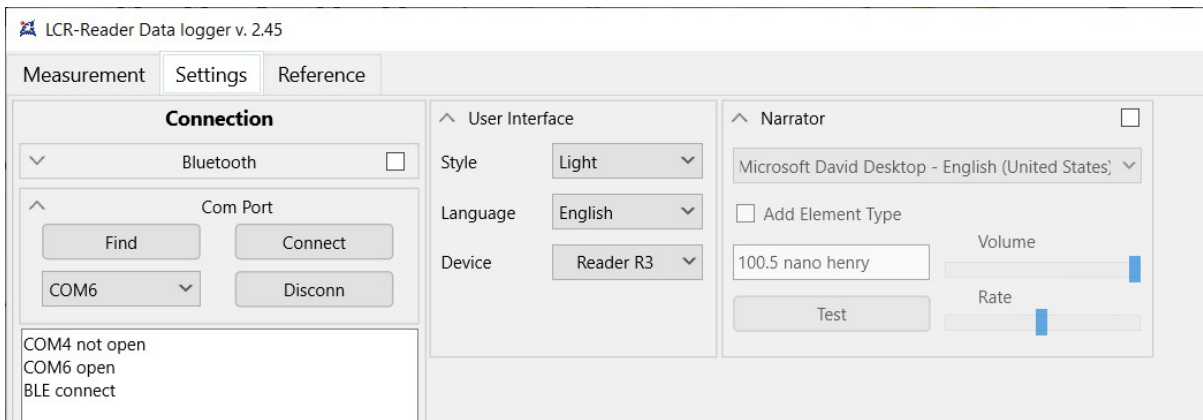 LCR-Reader Data logger v. 2.45
Measurement Settings Reference
Connection
Bluetooth
Com Port
Find Connect
COM6 Disconn
COM4 not open
COM6 open
BLE connect
User Interface
Style Light
Language English
Device Reader R3
Narrator
Microsoft David Desktop - English (United States)
Add Element Type
100.5 nano henry
Volume
Test
Rate